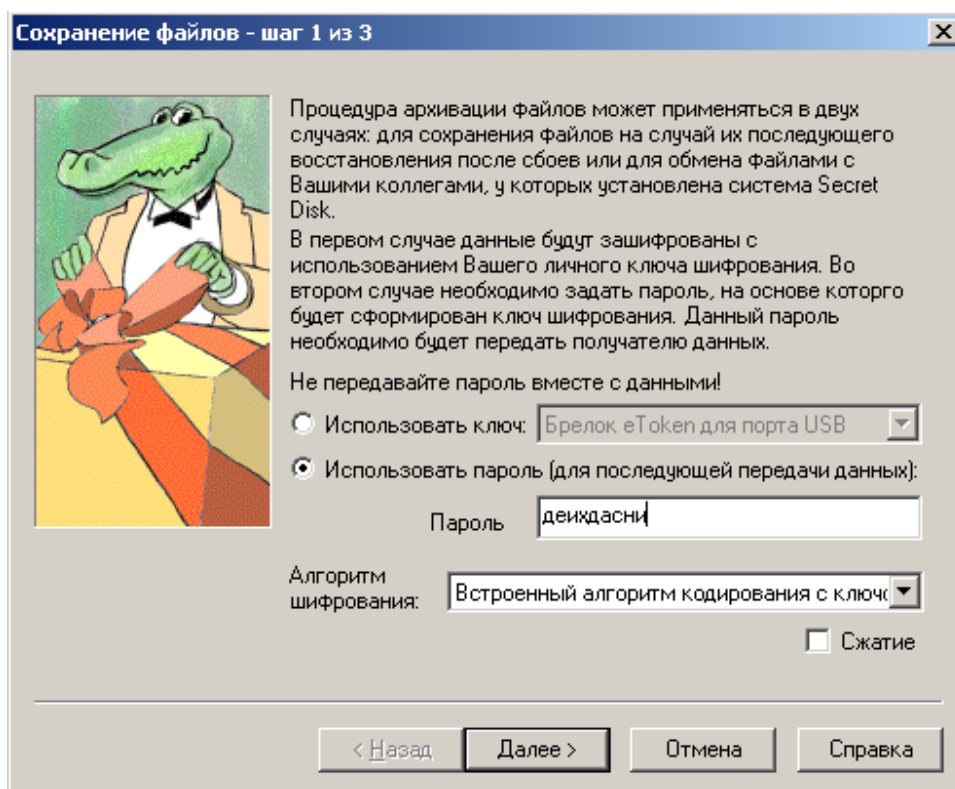 Сохранение файлов - шаг 1 из 3
Процедура архивации файлов может применяться в двух
случаях: для сохранения файлов на случай их последующего
восстановления после сбоев или для обмена файлами с
Вашими коллегами, у которых установлена система Secret
Disk.
В первом случае данные будут зашифрованы с
использованием Вашего личного ключа шифрования. Во
втором случае необходимо задать пароль, на основе которго
будет сформирован ключ шифрования. Данный пароль
необходимо будет передать получателю данных.
Не передавайте пароль вместе с данными!
Использовать ключ: Брелок eToken для порта USB
Использовать пароль (для последующей передачи данных):
Пароль деихдасни
Алгоритм
шифрования: Встроенный алгоритм кодирования с ключ
Сжатие
< Назад Далее > Отмена Справка